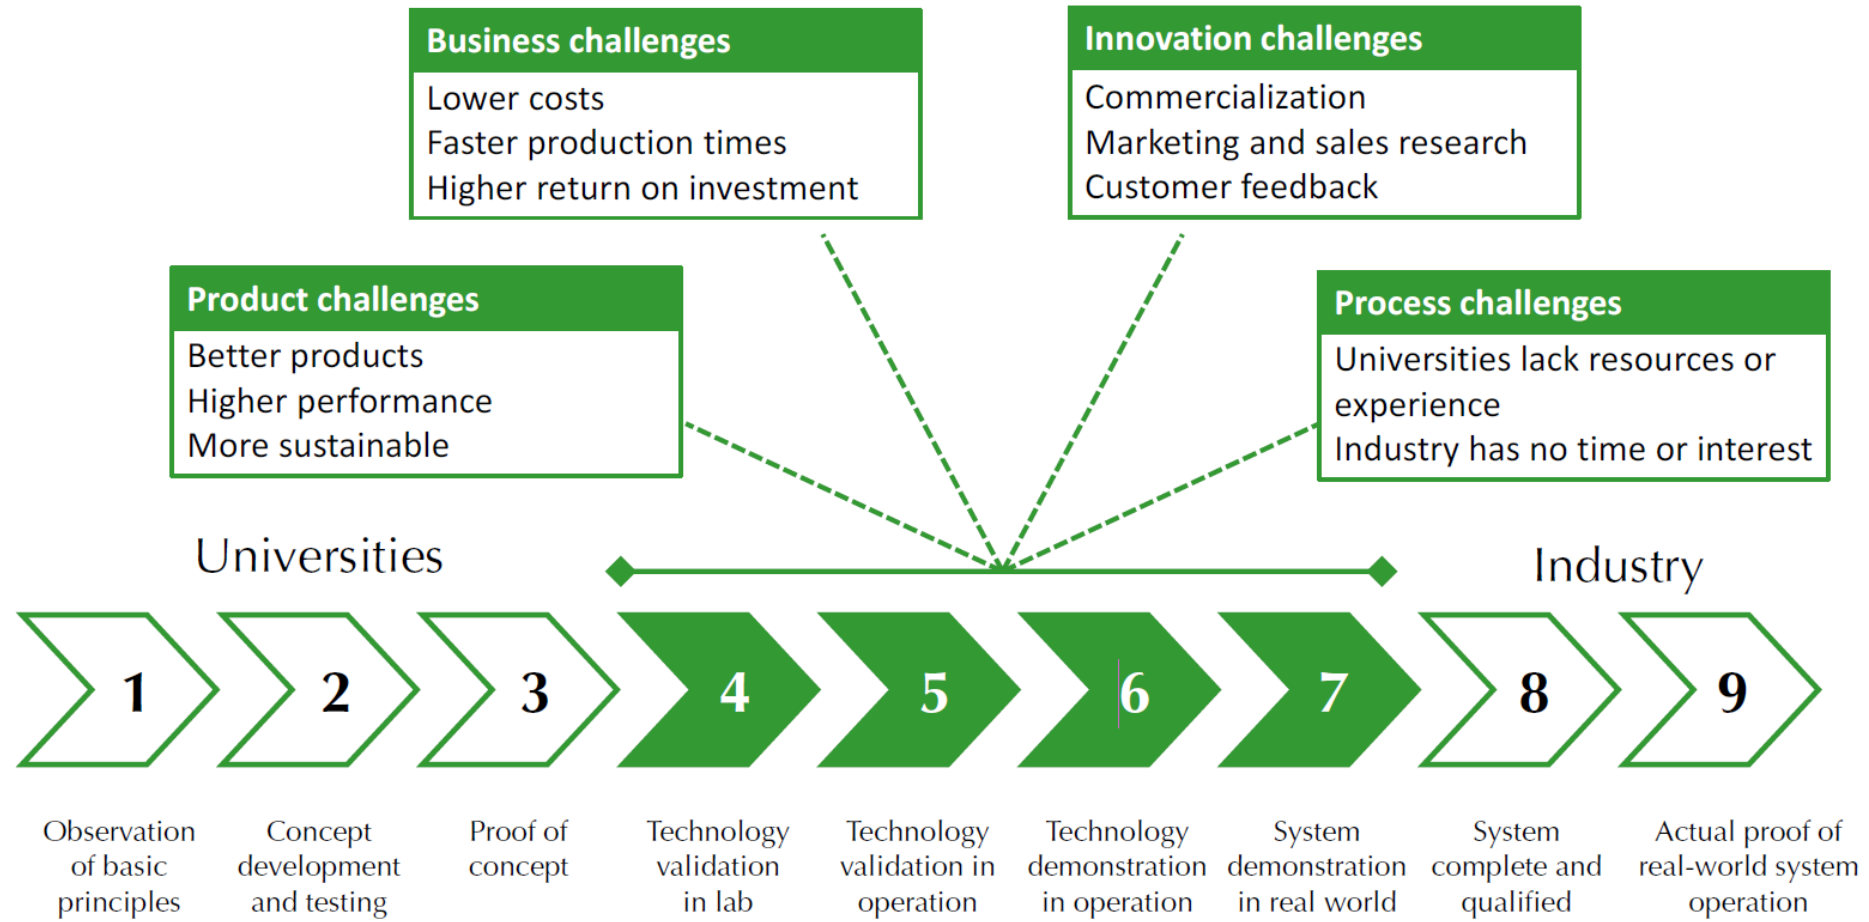 Business challenges
Lower costs
Faster production times
Higher return on investment
Innovation challenges
Commercialization
Marketing and sales research
Customer feedback
Product challenges
Better products
Higher performance
More sustainable
Process challenges
Universities lack resources or
experience
Industry has no time or interest
Universities
Industry
1
2
3
4
5
6
7
8
9
Observation
of basic
principles
Concept
development
and testing
Proof of
concept
Technology
validation
in lab
Technology
validation in
operation
Technology
demonstration
in operation
System
demonstration
in real world
System
complete and
qualified
Actual proof of
real-world system
operation